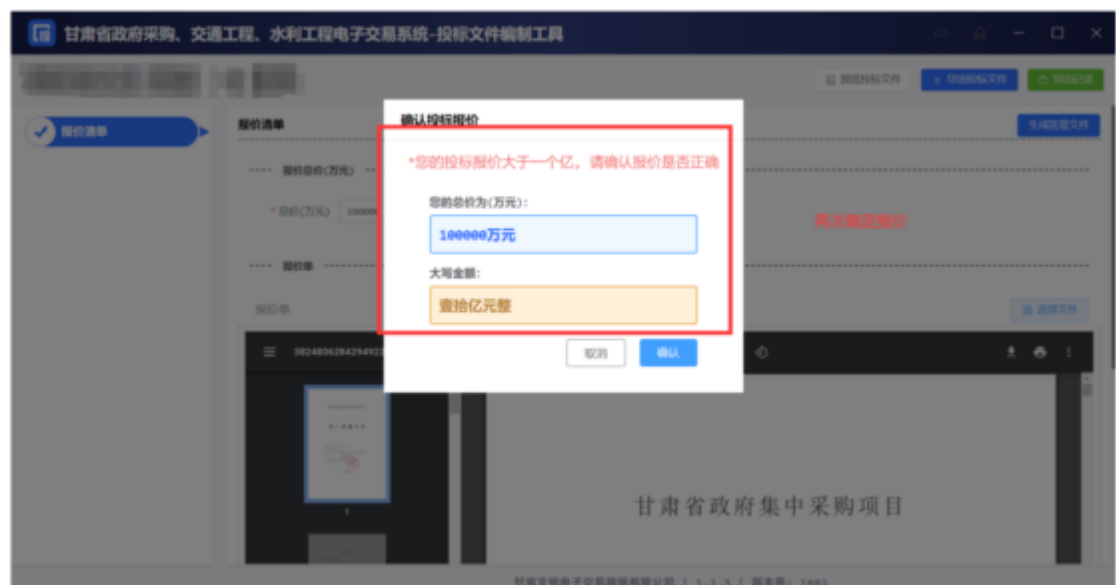 甘肃省政府采购、交通工程、水利工程电子交易系统-投标文件编制工具
预览投标文件
导出投标文件
导出记录
报价清单
报价清单
生成签章文件
确认投标报价
*您的投标报价大于一个亿，请确认报价是否正确
报价总价(万元)
*总价(万元)
您的总价为(万元):
100000万元
再次确定报价
大写金额:
壹拾亿元整
报价单
报价单
选择文件
取消
确认
1
甘肃省政府集中采购项目